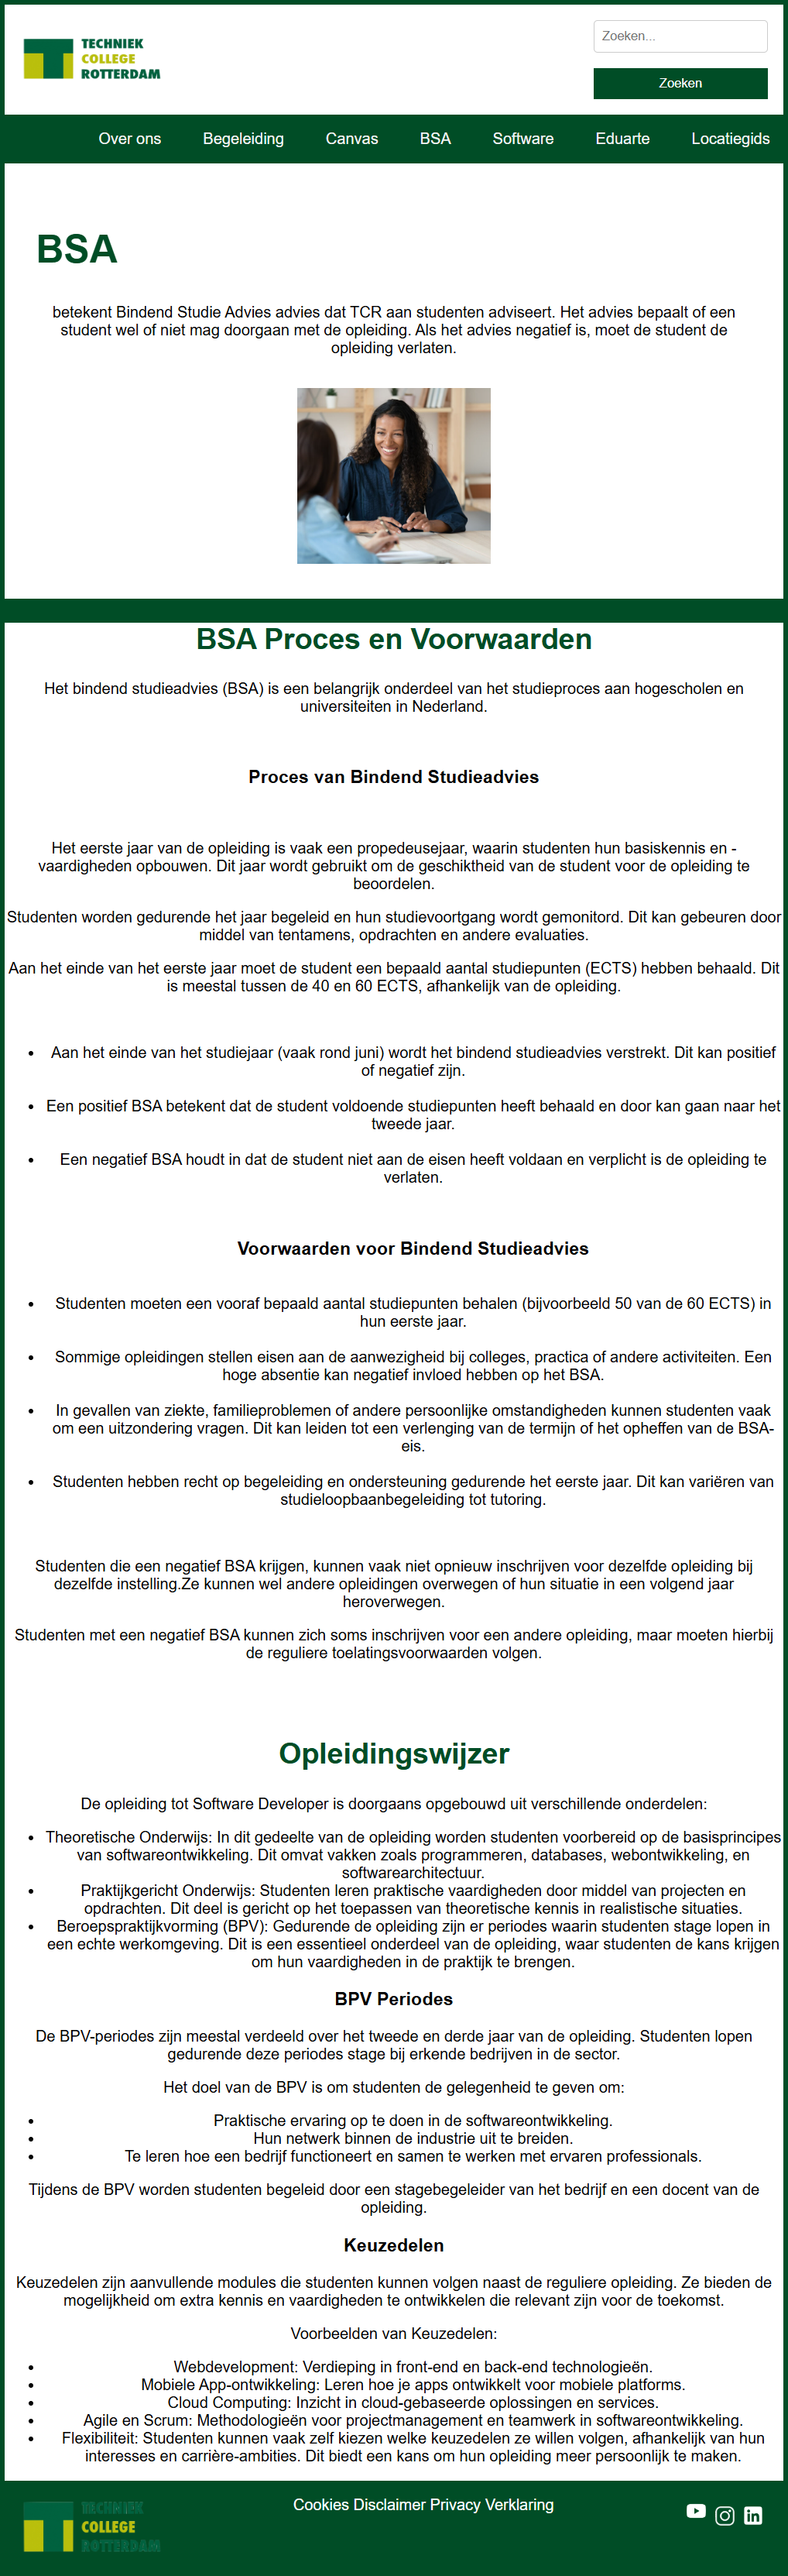 TECHNIEK
COLLEGE
ROTTERDAM
Zoeken...
Zoeken
Over ons Begeleiding Canvas BSA Software Eduarte Locatiegids
BSA
betekent Bindend Studie Advies advies dat TCR aan studenten adviseert. Het advies bepaalt of een
student wel of niet mag doorgaan met de opleiding. Als het advies negatief is, moet de student de
opleiding verlaten.
BSA Proces en Voorwaarden
Het bindend studieadvies (BSA) is een belangrijk onderdeel van het studieproces aan hogescholen en
universiteiten in Nederland.
Proces van Bindend Studieadvies
Het eerste jaar van de opleiding is vaak een propedeusejaar, waarin studenten hun basiskennis en -
vaardigheden opbouwen. Dit jaar wordt gebruikt om de geschiktheid van de student voor de opleiding te
beoordelen.
Studenten worden gedurende het jaar begeleid en hun studievoortgang wordt gemonitord. Dit kan gebeuren door
middel van tentamens, opdrachten en andere evaluaties.
Aan het einde van het eerste jaar moet de student een bepaald aantal studiepunten (ECTS) hebben behaald. Dit
is meestal tussen de 40 en 60 ECTS, afhankelijk van de opleiding.
• Aan het einde van het studiejaar (vaak rond juni) wordt het bindend studieadvies verstrekt. Dit kan positief
of negatief zijn.
• Een positief BSA betekent dat de student voldoende studiepunten heeft behaald en door kan gaan naar het
tweede jaar.
• Een negatief BSA houdt in dat de student niet aan de eisen heeft voldaan en verplicht is de opleiding te
verlaten.
Voorwaarden voor Bindend Studieadvies
• Studenten moeten een vooraf bepaald aantal studiepunten behalen (bijvoorbeeld 50 van de 60 ECTS) in
hun eerste jaar.
• Sommige opleidingen stellen eisen aan de aanwezigheid bij colleges, practica of andere activiteiten. Een
hoge absentie kan negatief invloed hebben op het BSA.
• In gevallen van ziekte, familieproblemen of andere persoonlijke omstandigheden kunnen studenten vaak
om een uitzondering vragen. Dit kan leiden tot een verlenging van de termijn of het opheffen van de BSA-
eis.
• Studenten hebben recht op begeleiding en ondersteuning gedurende het eerste jaar. Dit kan variëren van
studieloopbaanbegeleiding tot tutoring.
Studenten die een negatief BSA krijgen, kunnen vaak niet opnieuw inschrijven voor dezelfde opleiding bij
dezelfde instelling.Ze kunnen wel andere opleidingen overwegen of hun situatie in een volgend jaar
heroverwegen.
Studenten met een negatief BSA kunnen zich soms inschrijven voor een andere opleiding, maar moeten hierbij
de reguliere toelatingsvoorwaarden volgen.
Opleidingswijzer
De opleiding tot Software Developer is doorgaans opgebouwd uit verschillende onderdelen:
• Theoretische Onderwijs: In dit gedeelte van de opleiding worden studenten voorbereid op de basisprincipes
van softwareontwikkeling. Dit omvat vakken zoals programmeren, databases, webontwikkeling, en
softwarearchitectuur.
• Praktijkgericht Onderwijs: Studenten leren praktische vaardigheden door middel van projecten en
opdrachten. Dit deel is gericht op het toepassen van theoretische kennis in realistische situaties.
• Beroepspraktijkvorming (BPV): Gedurende de opleiding zijn er periodes waarin studenten stage lopen in
een echte werkomgeving. Dit is een essentieel onderdeel van de opleiding, waar studenten de kans krijgen
om hun vaardigheden in de praktijk te brengen.
BPV Periodes
De BPV-periodes zijn meestal verdeeld over het tweede en derde jaar van de opleiding. Studenten lopen
gedurende deze periodes stage bij erkende bedrijven in de sector.
Het doel van de BPV is om studenten de gelegenheid te geven om:
• Praktische ervaring op te doen in de softwareontwikkeling.
• Hun netwerk binnen de industrie uit te breiden.
• Te leren hoe een bedrijf functioneert en samen te werken met ervaren professionals.
Tijdens de BPV worden studenten begeleid door een stagebegeleider van het bedrijf en een docent van de
opleiding.
Keuzedelen
Keuzedelen zijn aanvullende modules die studenten kunnen volgen naast de reguliere opleiding. Ze bieden de
mogelijkheid om extra kennis en vaardigheden te ontwikkelen die relevant zijn voor de toekomst.
Voorbeelden van Keuzedelen:
• Webdevelopment: Verdieping in front-end en back-end technologieën.
• Mobiele App-ontwikkeling: Leren hoe je apps ontwikkelt voor mobiele platforms.
• Cloud Computing: Inzicht in cloud-gebaseerde oplossingen en services.
• Agile en Scrum: Methodologieën voor projectmanagement en teamwerk in softwareontwikkeling.
• Flexibiliteit: Studenten kunnen vaak zelf kiezen welke keuzedelen ze willen volgen, afhankelijk van hun
interesses en carrière-ambities. Dit biedt een kans om hun opleiding meer persoonlijk te maken.
TECHNIEK
COLLEGE
ROTTERDAM
Cookies Disclaimer Privacy Verklaring